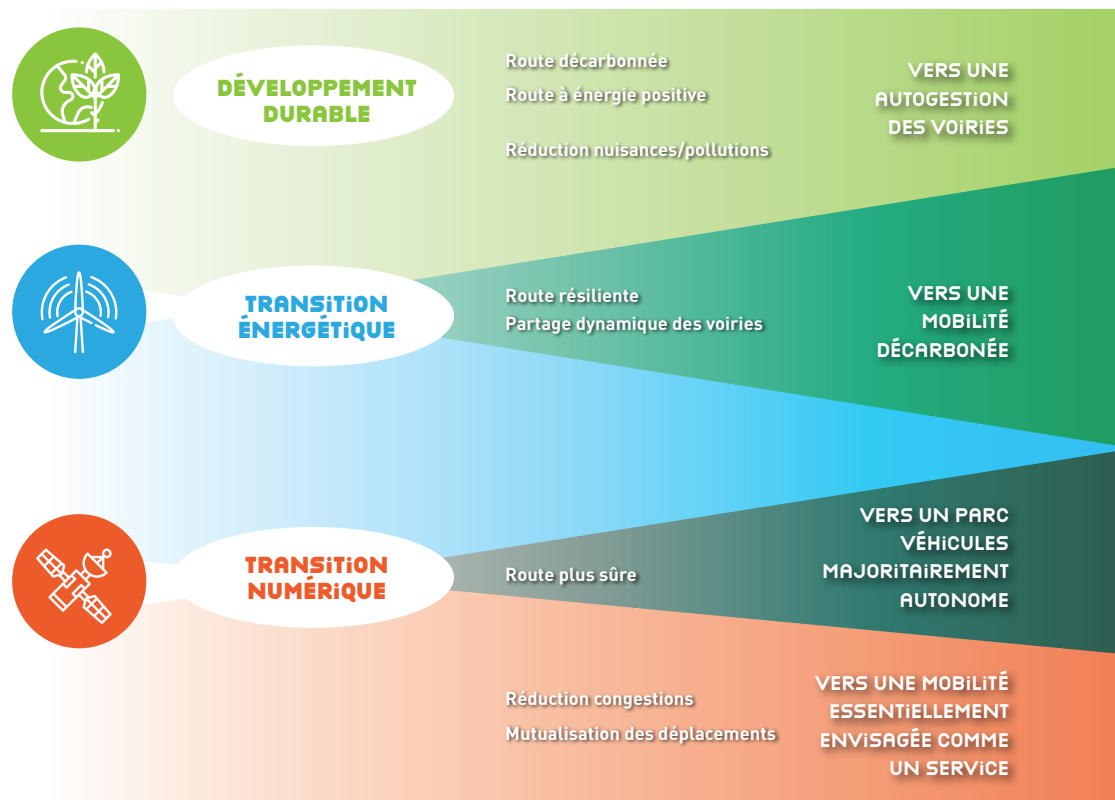 DÉVELOPPEMENT
DURABLE
Route décarbonnée
Route à énergie positive
Réduction nuisances/pollutions
VERS UNE
AUTOGESTION
DES VOIRIES
TRANSITION
ÉNERGÉTIQUE
Route résiliente
Partage dynamique des voiries
VERS UNE
MOBILITÉ
DÉCARBONÉE
TRANSITION
NUMÉRIQUE
Route plus sûre
VERS UN PARC
VÉHICULES
MAJORITAIREMENT
AUTONOME
Réduction congestions
Mutualisation des déplacements
VERS UNE MOBILITÉ
ESSENTIELLEMENT
ENVISAGÉE COMME
UN SERVICE